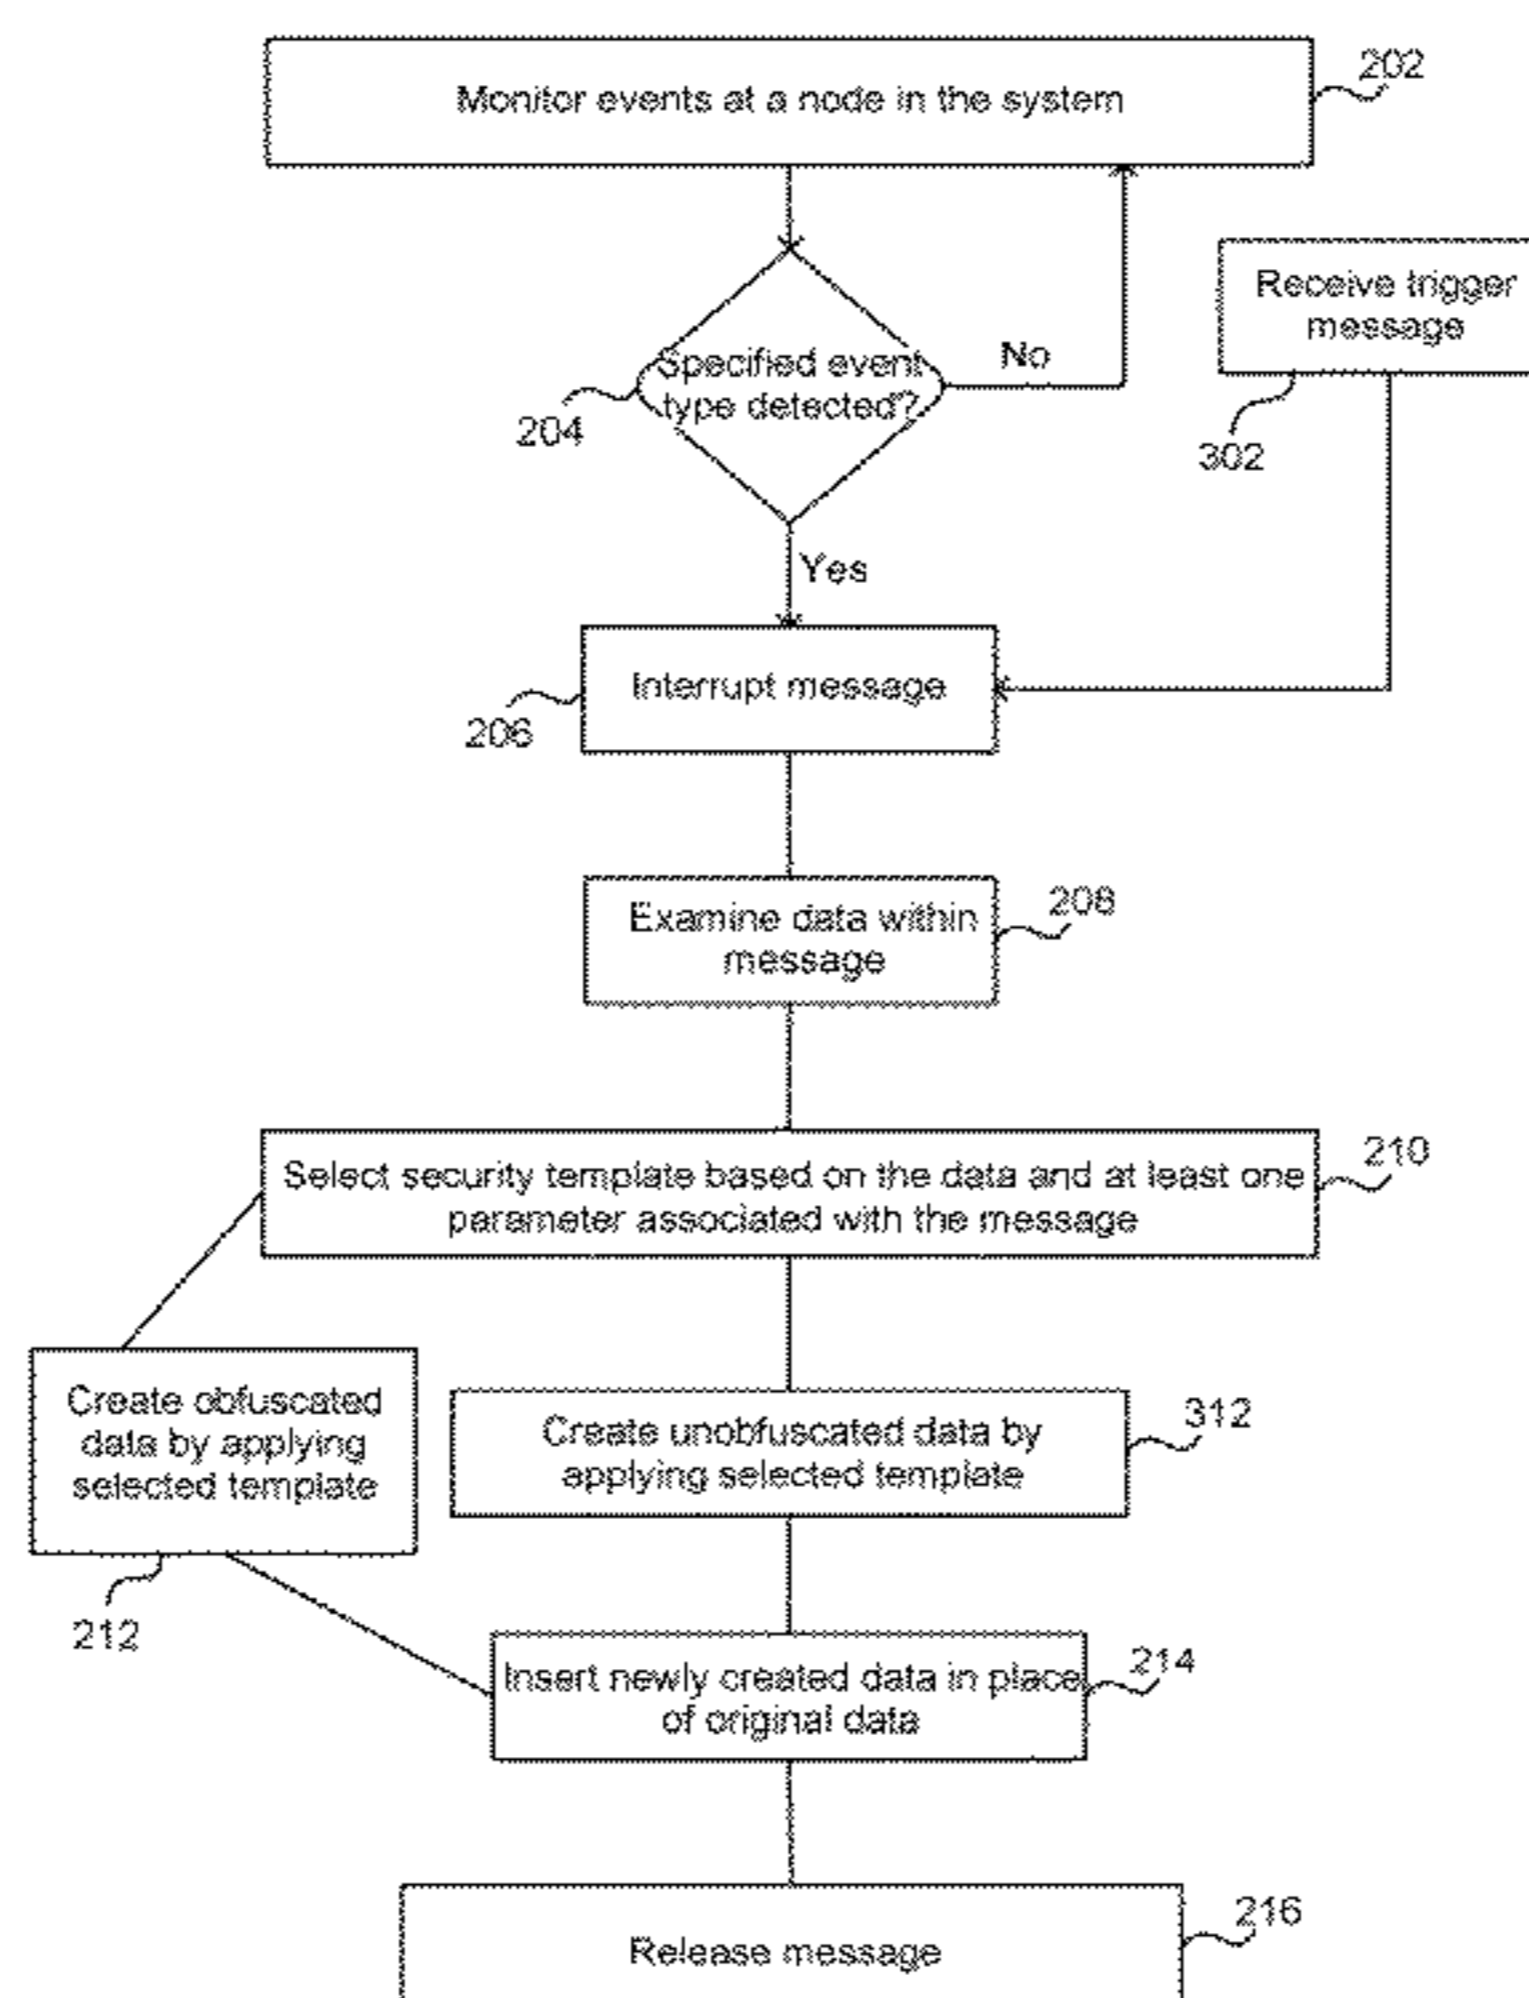 Monitor events at a node in the system
202
Receive trigger
message
302
Specified event
type detected?
204
No
Yes
Interrupt message
206
Examine data within
message
208
Select security template based on the data and at least one
parameter associated with the message
210
Create obfuscated
data by applying
selected template
212
Create unobfuscated data by
applying selected template
312
Insert newly created data in place
of original data
214
Release message
216